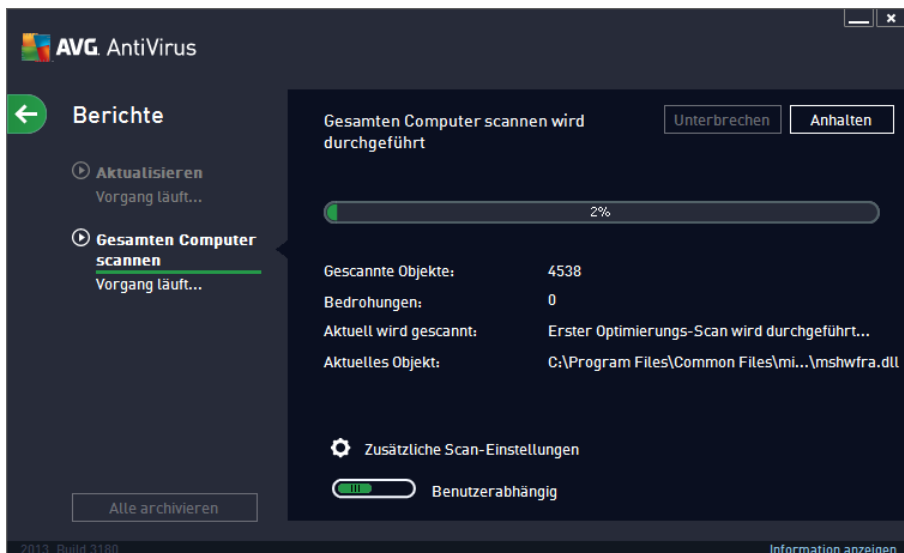 AVG. AntiVirus
Berichte
Aktualisieren
Vorgang läuft...
Gesamten Computer
scannen
Vorgang läuft...
Alle archivieren
Gesamten Computer scannen wird
durchgeführt
Unterbrechen
Anhalten
2%
Gescannte Objekte: 4538
Bedrohungen: 0
Aktuell wird gescannt: Erster Optimierungs-Scan wird durchgeführt...
Aktuelles Objekt: C:\Program Files\Common Files\mi...\mshwfra.dll
Zusätzliche Scan-Einstellungen
Benutzerabhängig
2013 Build 3180
Information anzeigen